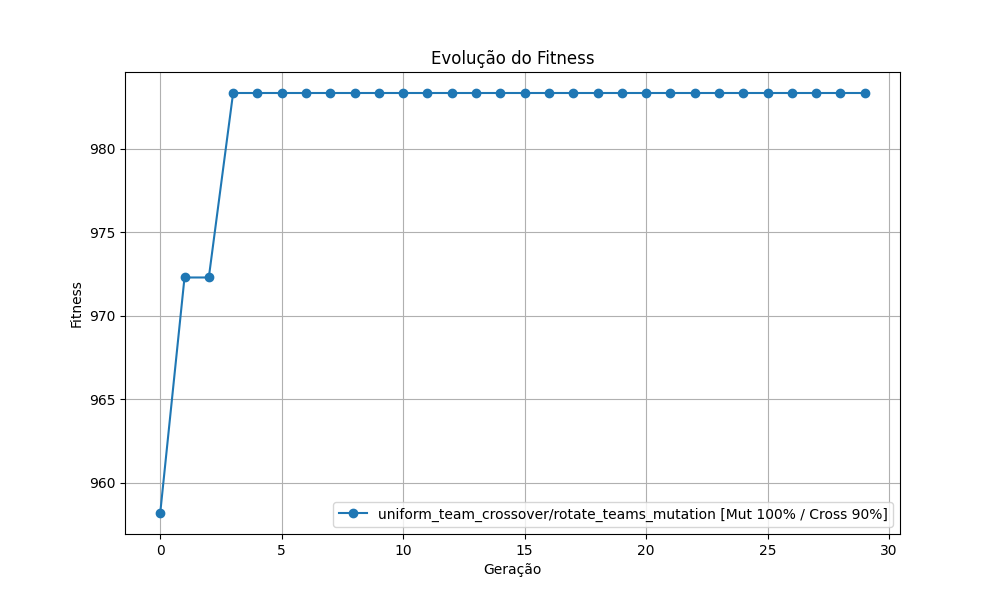 Evolução do Fitness
Fitness
980
975
970
965
960
uniform_team_crossover/rotate_teams_mutation [Mut 100% / Cross 90%]
0 5 10 15 20 25 30
Geração